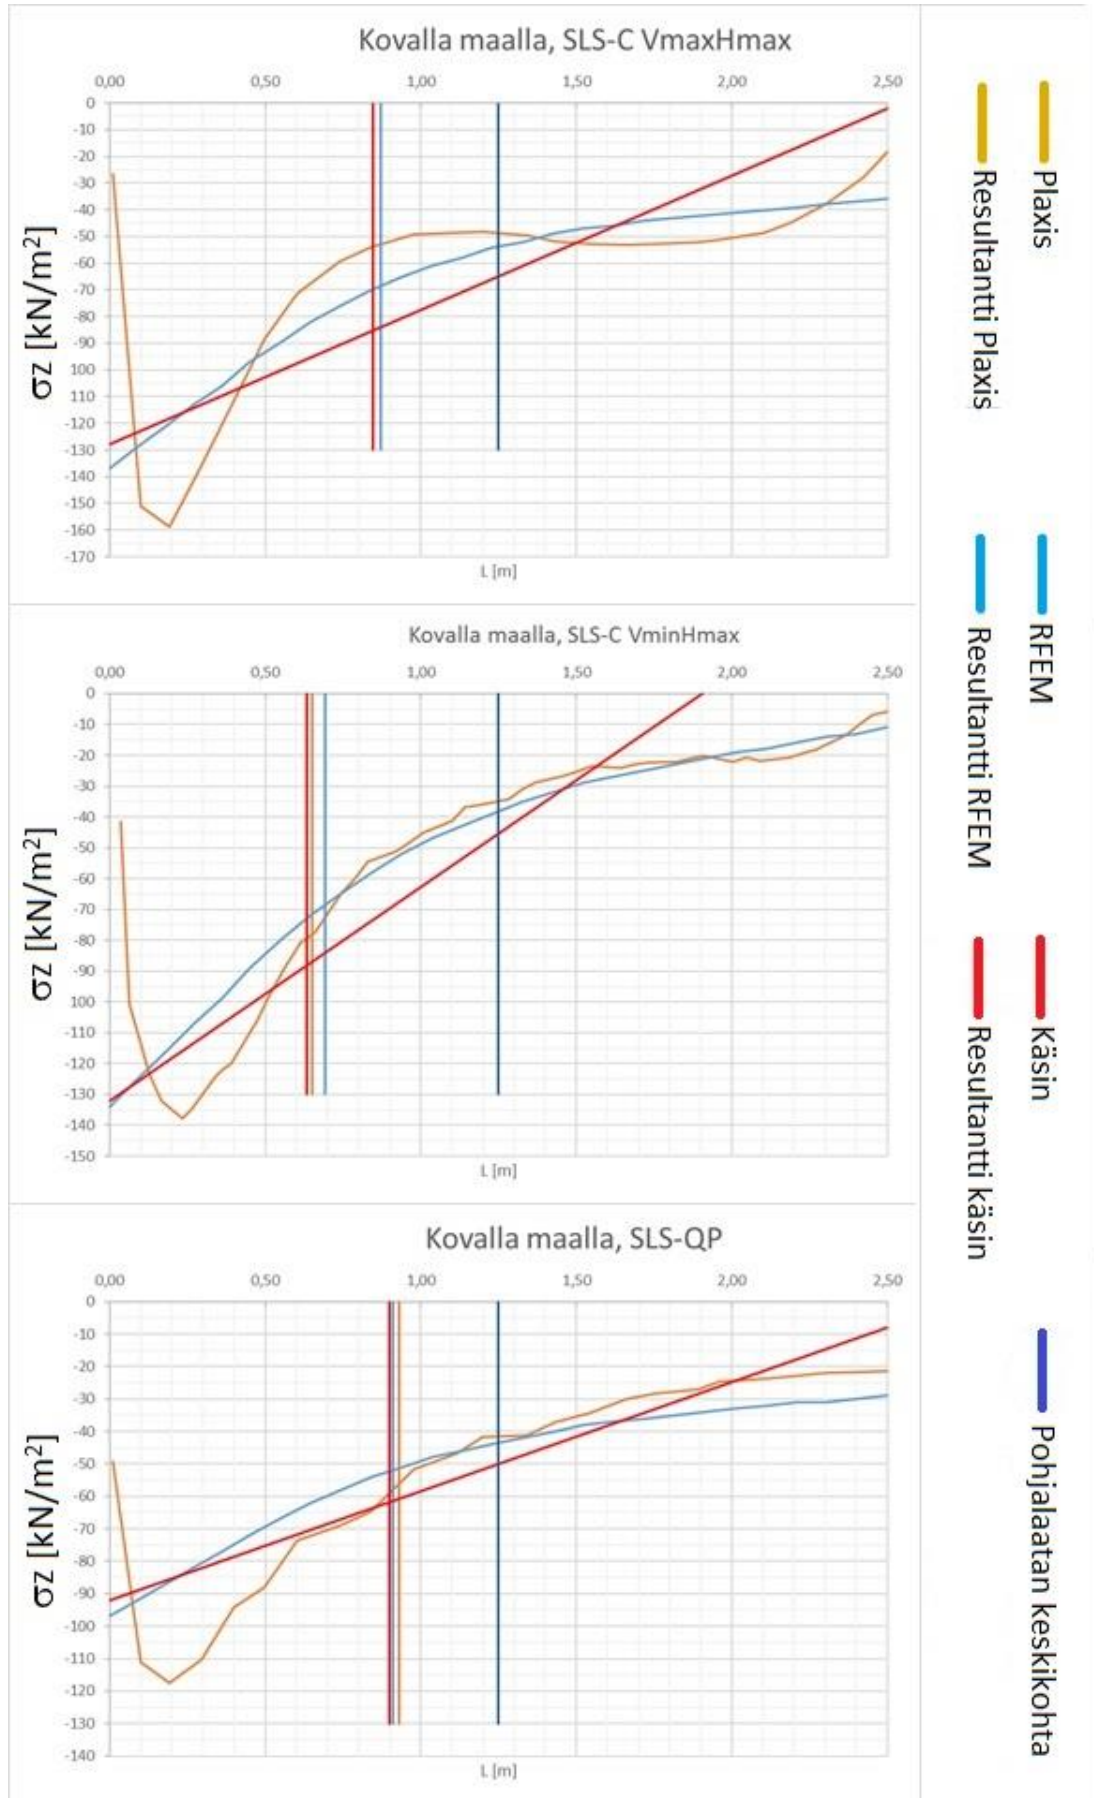 Kovalla maalla, SLS-C VmaxHmax
0,00 0,50 1,00 1,50 2,00 2,50
0
-10
-20
-30
-40
-50
-60
-70
-80
-90
100
110
-120
-130
-140
-150
-160
-170
σz [kN/m²]
L [m]
Kovalla maalla, SLS-C VminHmax
0,00 0,50 1,00 1,50 2,00 2,50
0
-10
-20
-30
-40
-50
-60
-70
-80
-90
100
110
-120
-130
-140
-150
σz [kN/m²]
L [m]
Kovalla maalla, SLS-QP
0,00 0,50 1,00 1,50 2,00 2,50
0
-10
-20
-30
-40
-50
-60
-70
-80
-90
-100
-110
-120
-130
-140
σz [kN/m²]
L [m]
Plaxis
RFEM
Käsin
Pohjalaatan keskikohta
Resultantti Plaxis
Resultantti RFEM
Resultantti käsin